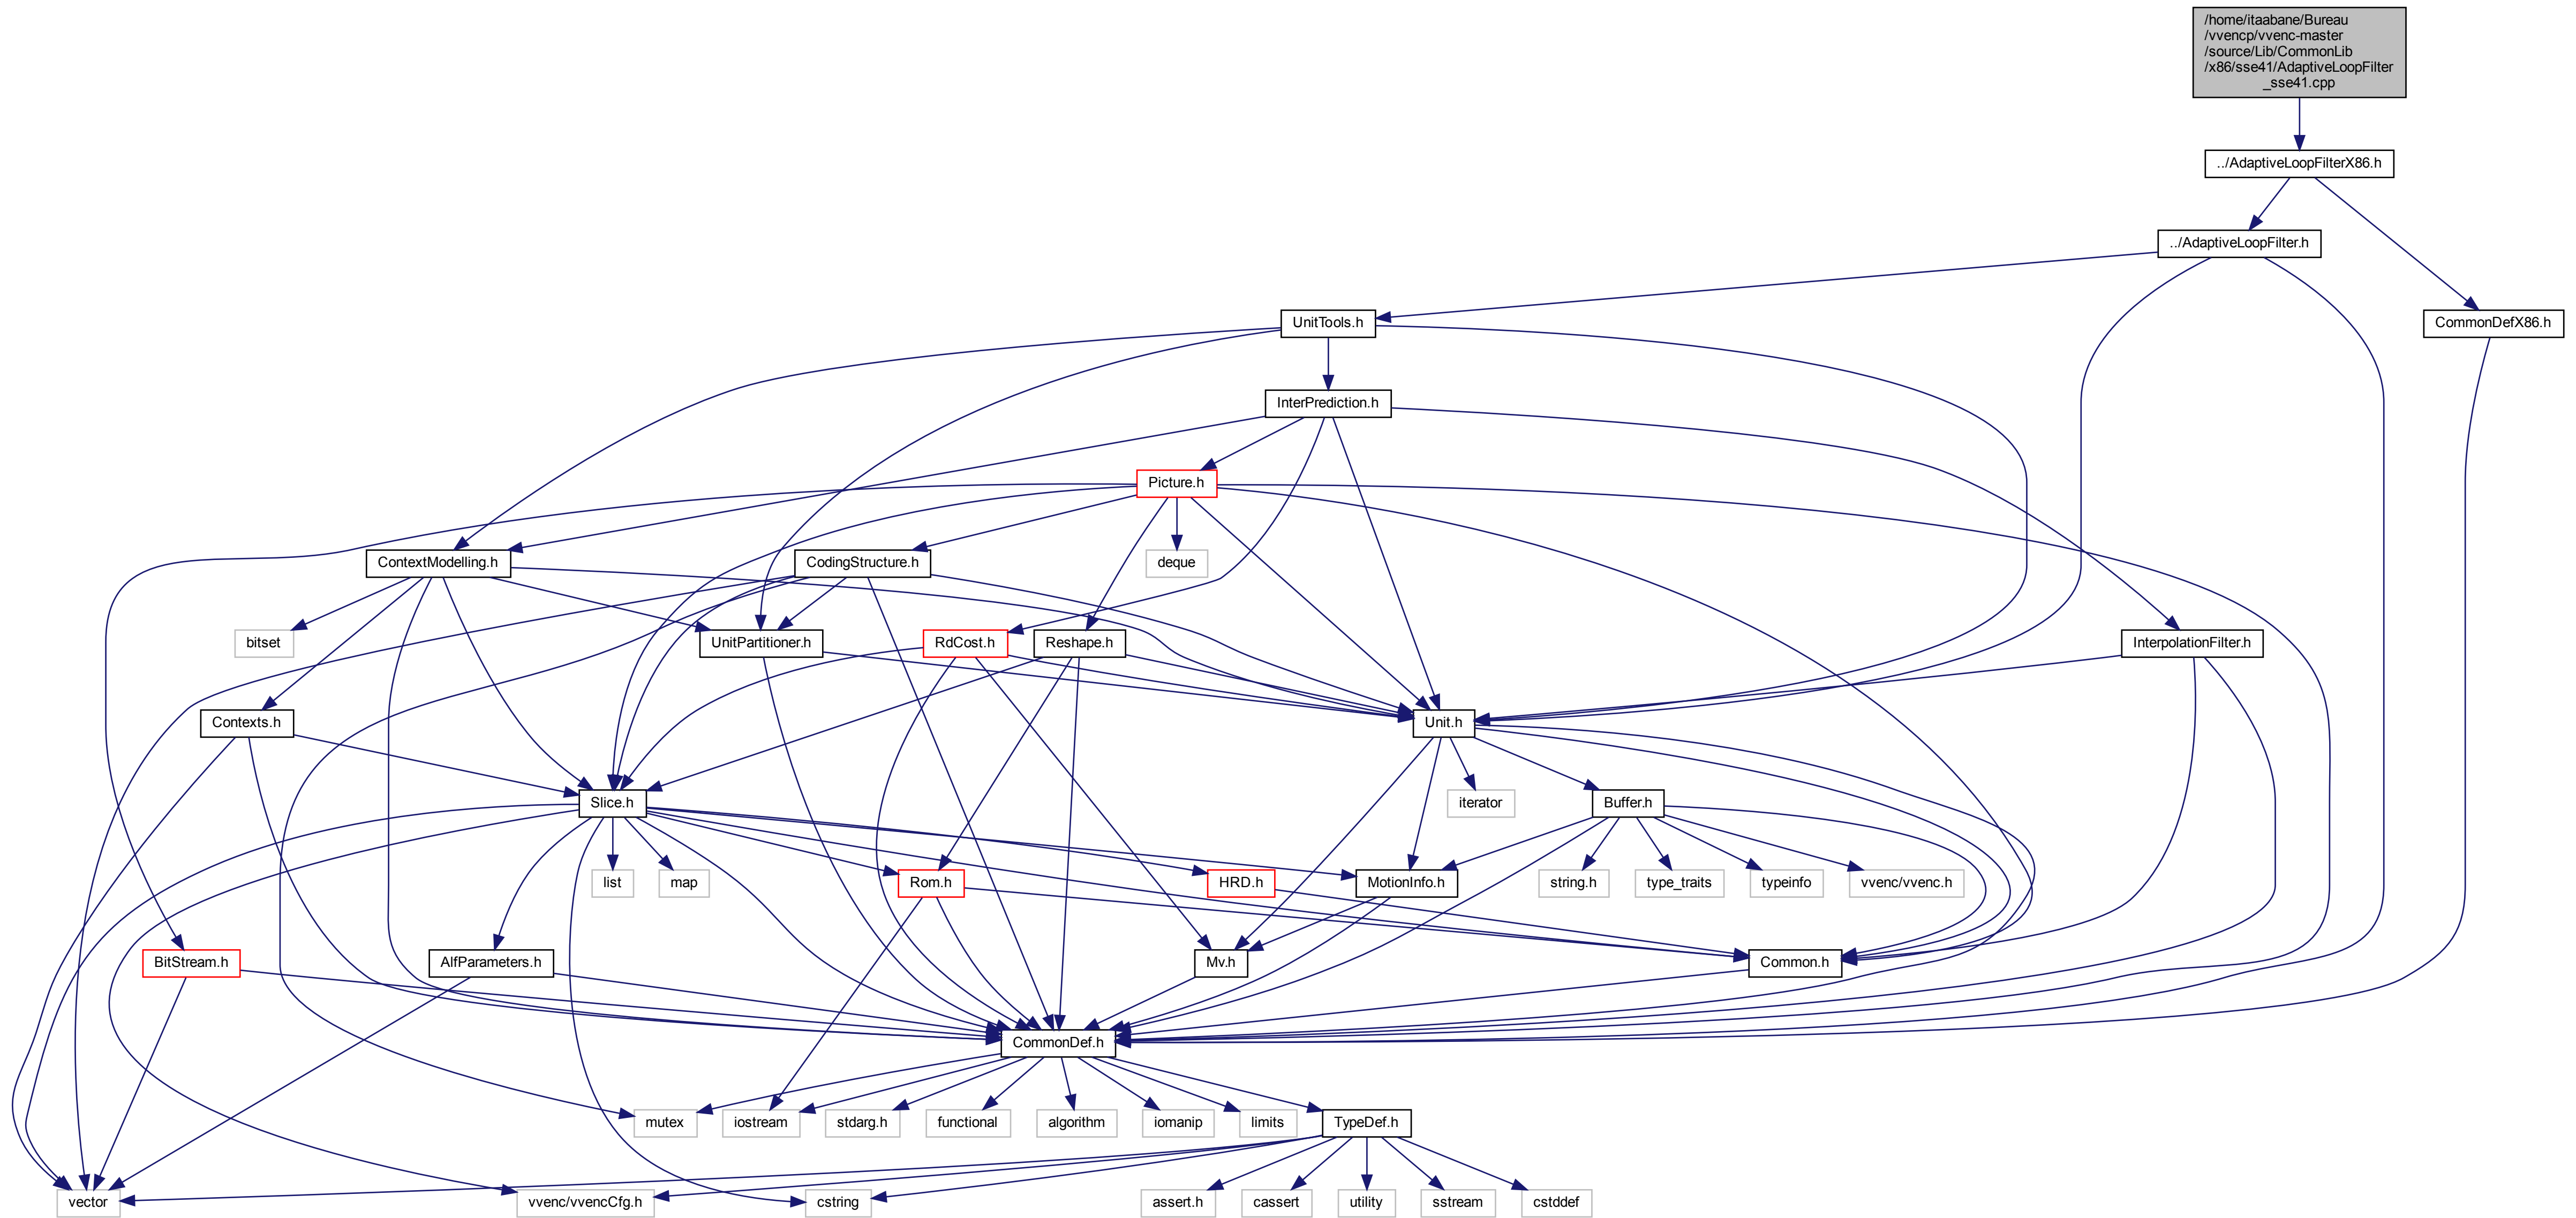 /home/itaabane/Bureau
/vvencp/vvenc-master
/source/Lib/CommonLib
/x86/sse41/AdaptiveLoopFilter
_sse41.cpp
../AdaptiveLoopFilterX86.h
../AdaptiveLoopFilter.h
UnitTools.h
CommonDefX86.h
InterPrediction.h
Picture.h
ContextModelling.h
CodingStructure.h
deque
bitset
UnitPartitioner.h
RdCost.h
Reshape.h
InterpolationFilter.h
Contexts.h
Unit.h
Slice.h
iterator
Buffer.h
list
map
Rom.h
HRD.h
MotionInfo.h
string.h
type_traits
typeinfo
vvenc/vvenc.h
BitStream.h
AlfParameters.h
Mv.h
Common.h
CommonDef.h
mutex
iostream
stdarg.h
functional
algorithm
iomanip
limits
TypeDef.h
vector
vvenc/vvencCfg.h
cstring
assert.h
cassert
utility
sstream
cstddef